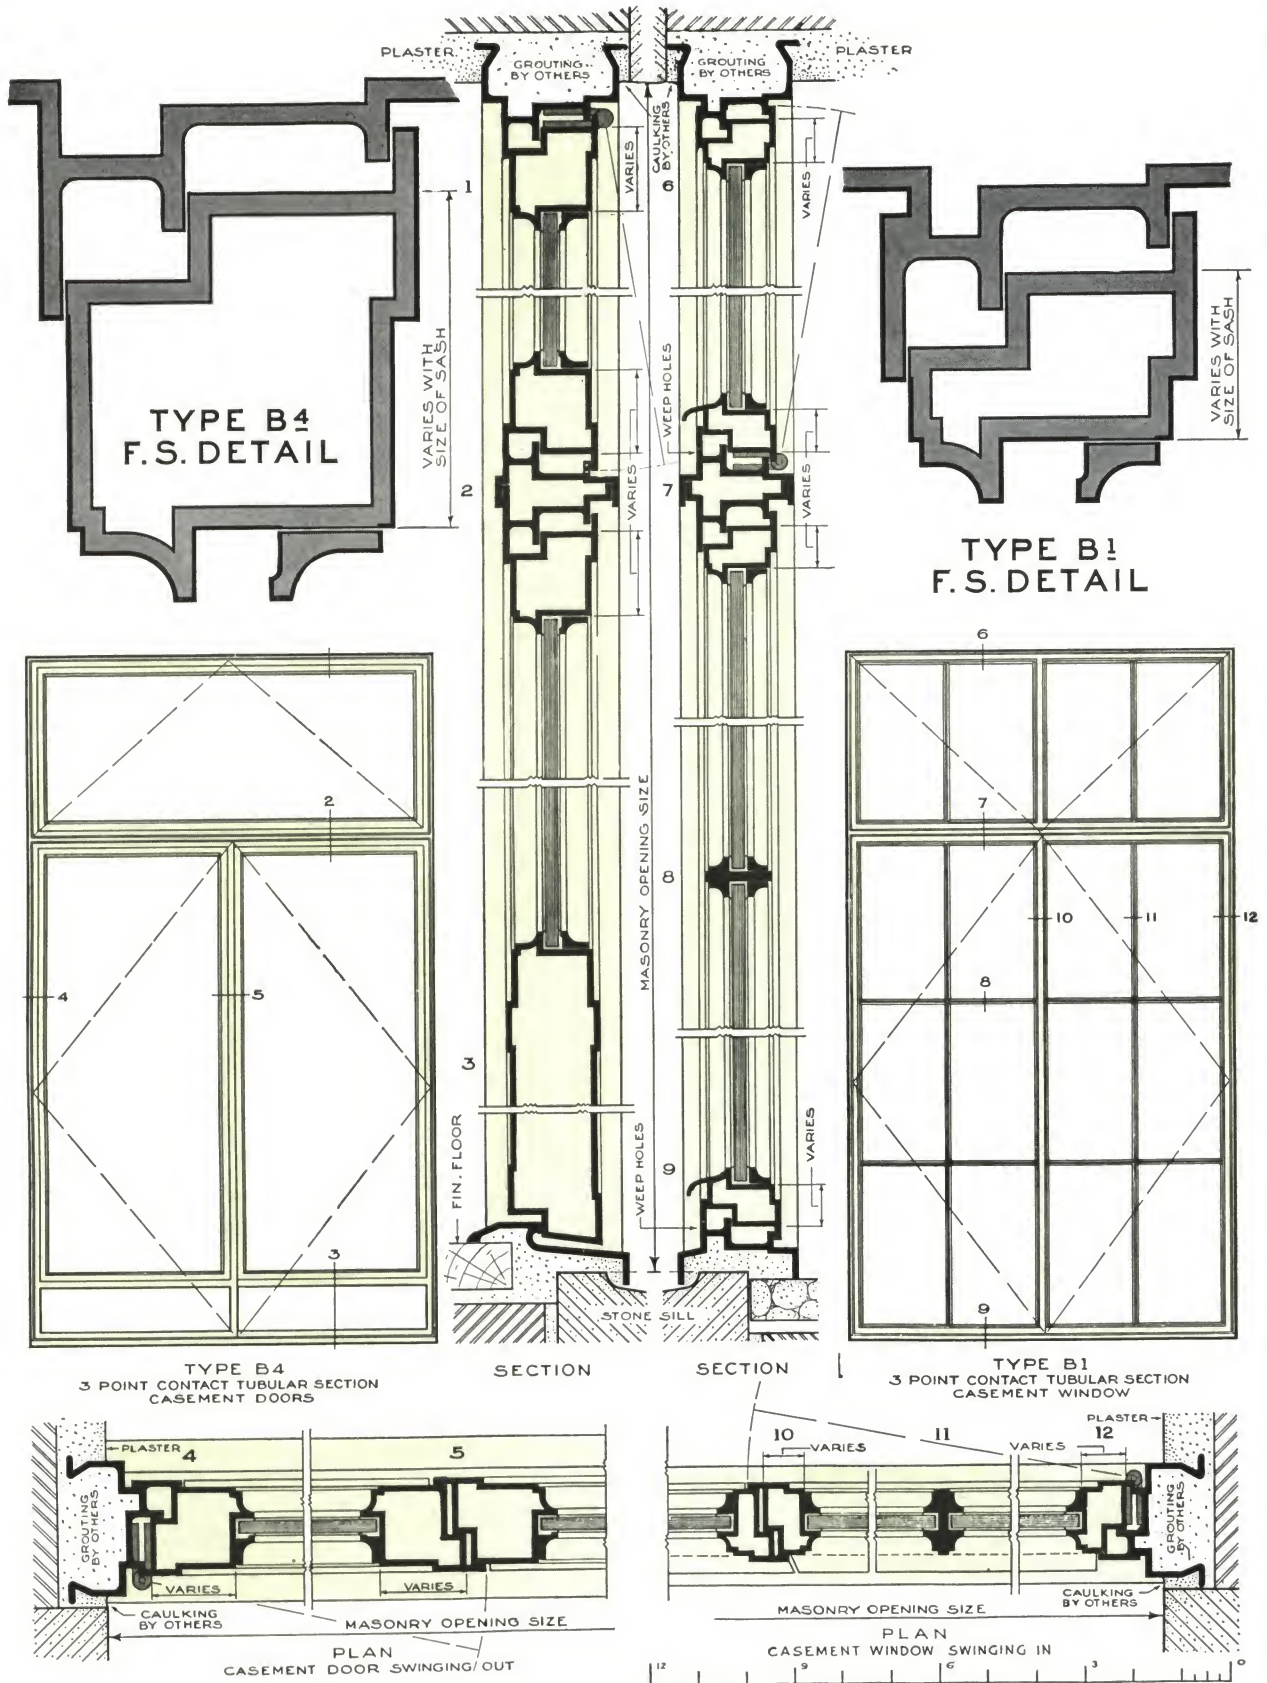 PLASTER
GROUTING
BY OTHERS
GROUTING
BY OTHERS
PLASTER
CAULKING
BY OTHERS
1
VARIES
6
VARIES
VARIES WITH
SIZE OF SASH
TYPE B4
F.S. DETAIL
WEEP HOLES
2
VARIES
7
VARIES
VARIES WITH
SIZE OF SASH
TYPE B1
F.S. DETAIL
2
4
5
3
TYPE B4
3 POINT CONTACT TUBULAR SECTION
CASEMENT DOORS
MASONRY OPENING SIZE
8
3
FIN. FLOOR
WEEP HOLES
9
VARIES
STONE SILL
SECTION
SECTION
6
7
10
11
12
8
9
TYPE B1
3 POINT CONTACT TUBULAR SECTION
CASEMENT WINDOW
PLASTER
4
5
GROUTING
BY OTHERS
VARIES
VARIES
CAULKING
BY OTHERS
MASONRY OPENING SIZE
PLAN
CASEMENT DOOR SWINGING OUT
PLASTER
10
11
12
VARIES
VARIES
GROUTING
BY OTHERS
CAULKING
BY OTHERS
MASONRY OPENING SIZE
PLAN
CASEMENT WINDOW SWINGING IN
12 9 6 3 0